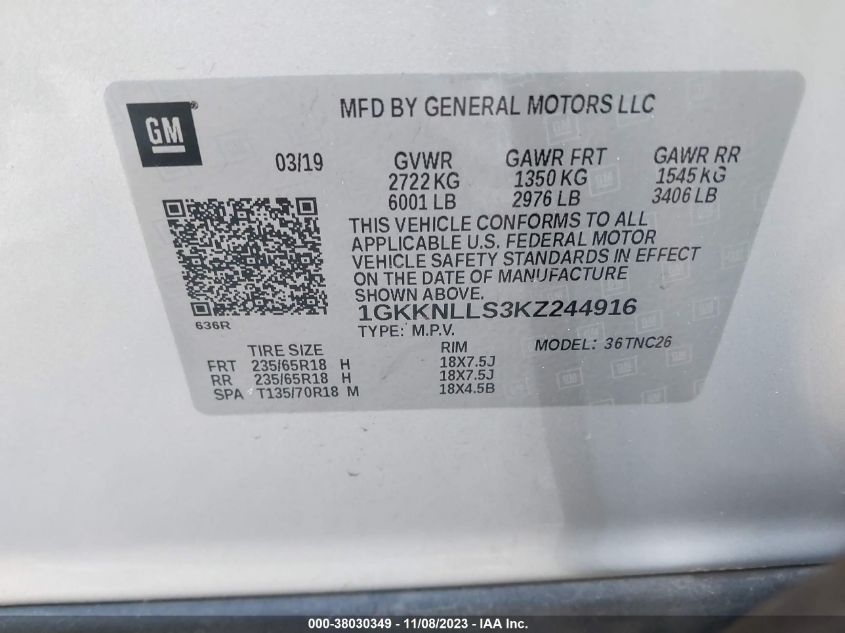 GM®
MFD BY GENERAL MOTORS LLC
03/19
GVWR GAWR FRT GAWR RR
2722 KG 1350 KG 1545 KG
6001 LB 2976 LB 3406 LB
THIS VEHICLE CONFORMS TO ALL
APPLICABLE U.S. FEDERAL MOTOR
VEHICLE SAFETY STANDARDS IN EFFECT
ON THE DATE OF MANUFACTURE
SHOWN ABOVE.
1GKKNLLS3KZ244916
636R
TYPE: M.P.V.
TIRE SIZE RIM MODEL: 36TNC26
FRT 235/65R18 H 18X7.5J
RR 235/65R18 H 18X7.5J
SPA T135/70R18 M 18X4.5B
000-38030349 - 11/08/2023 - IAA Inc.